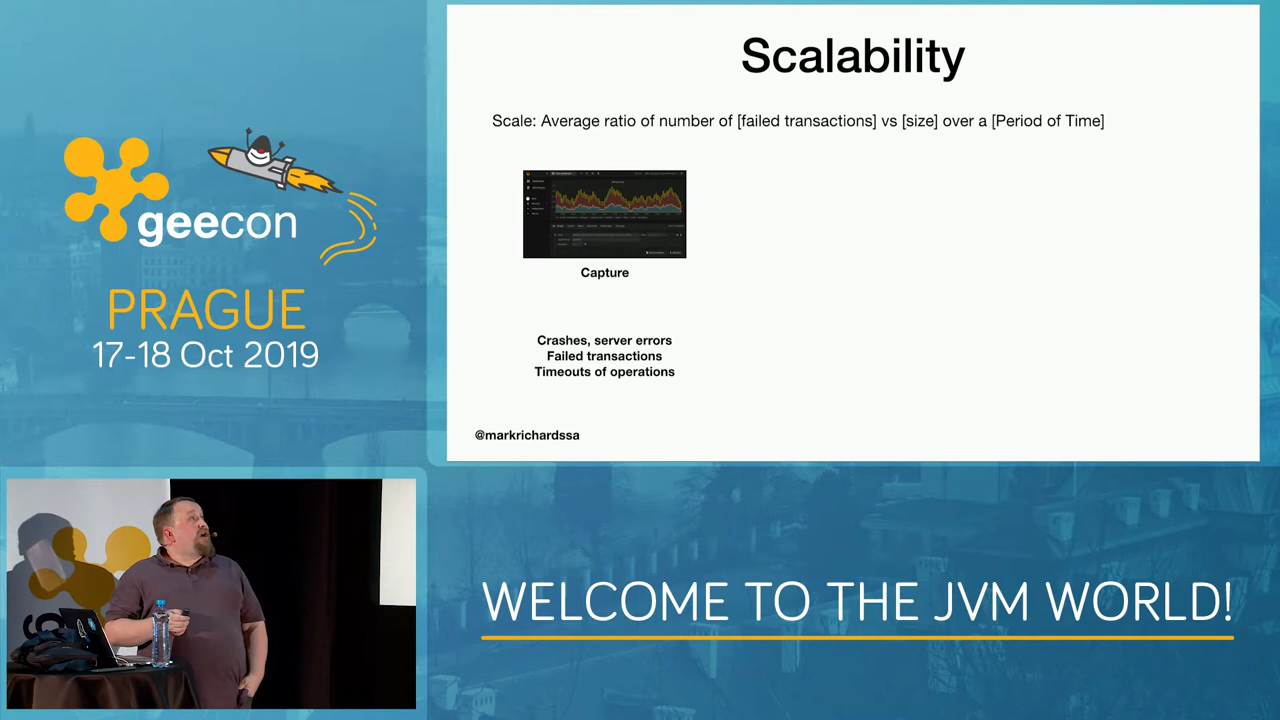 geecon
PRAGUE
17-18 Oct 2019
Scalability
Scale: Average ratio of number of [failed transactions] vs [size] over a [Period of Time]
Capture
Crashes, server errors
Failed transactions
Timeouts of operations
@markrichardssa
WELCOME TO THE JVM WORLD!